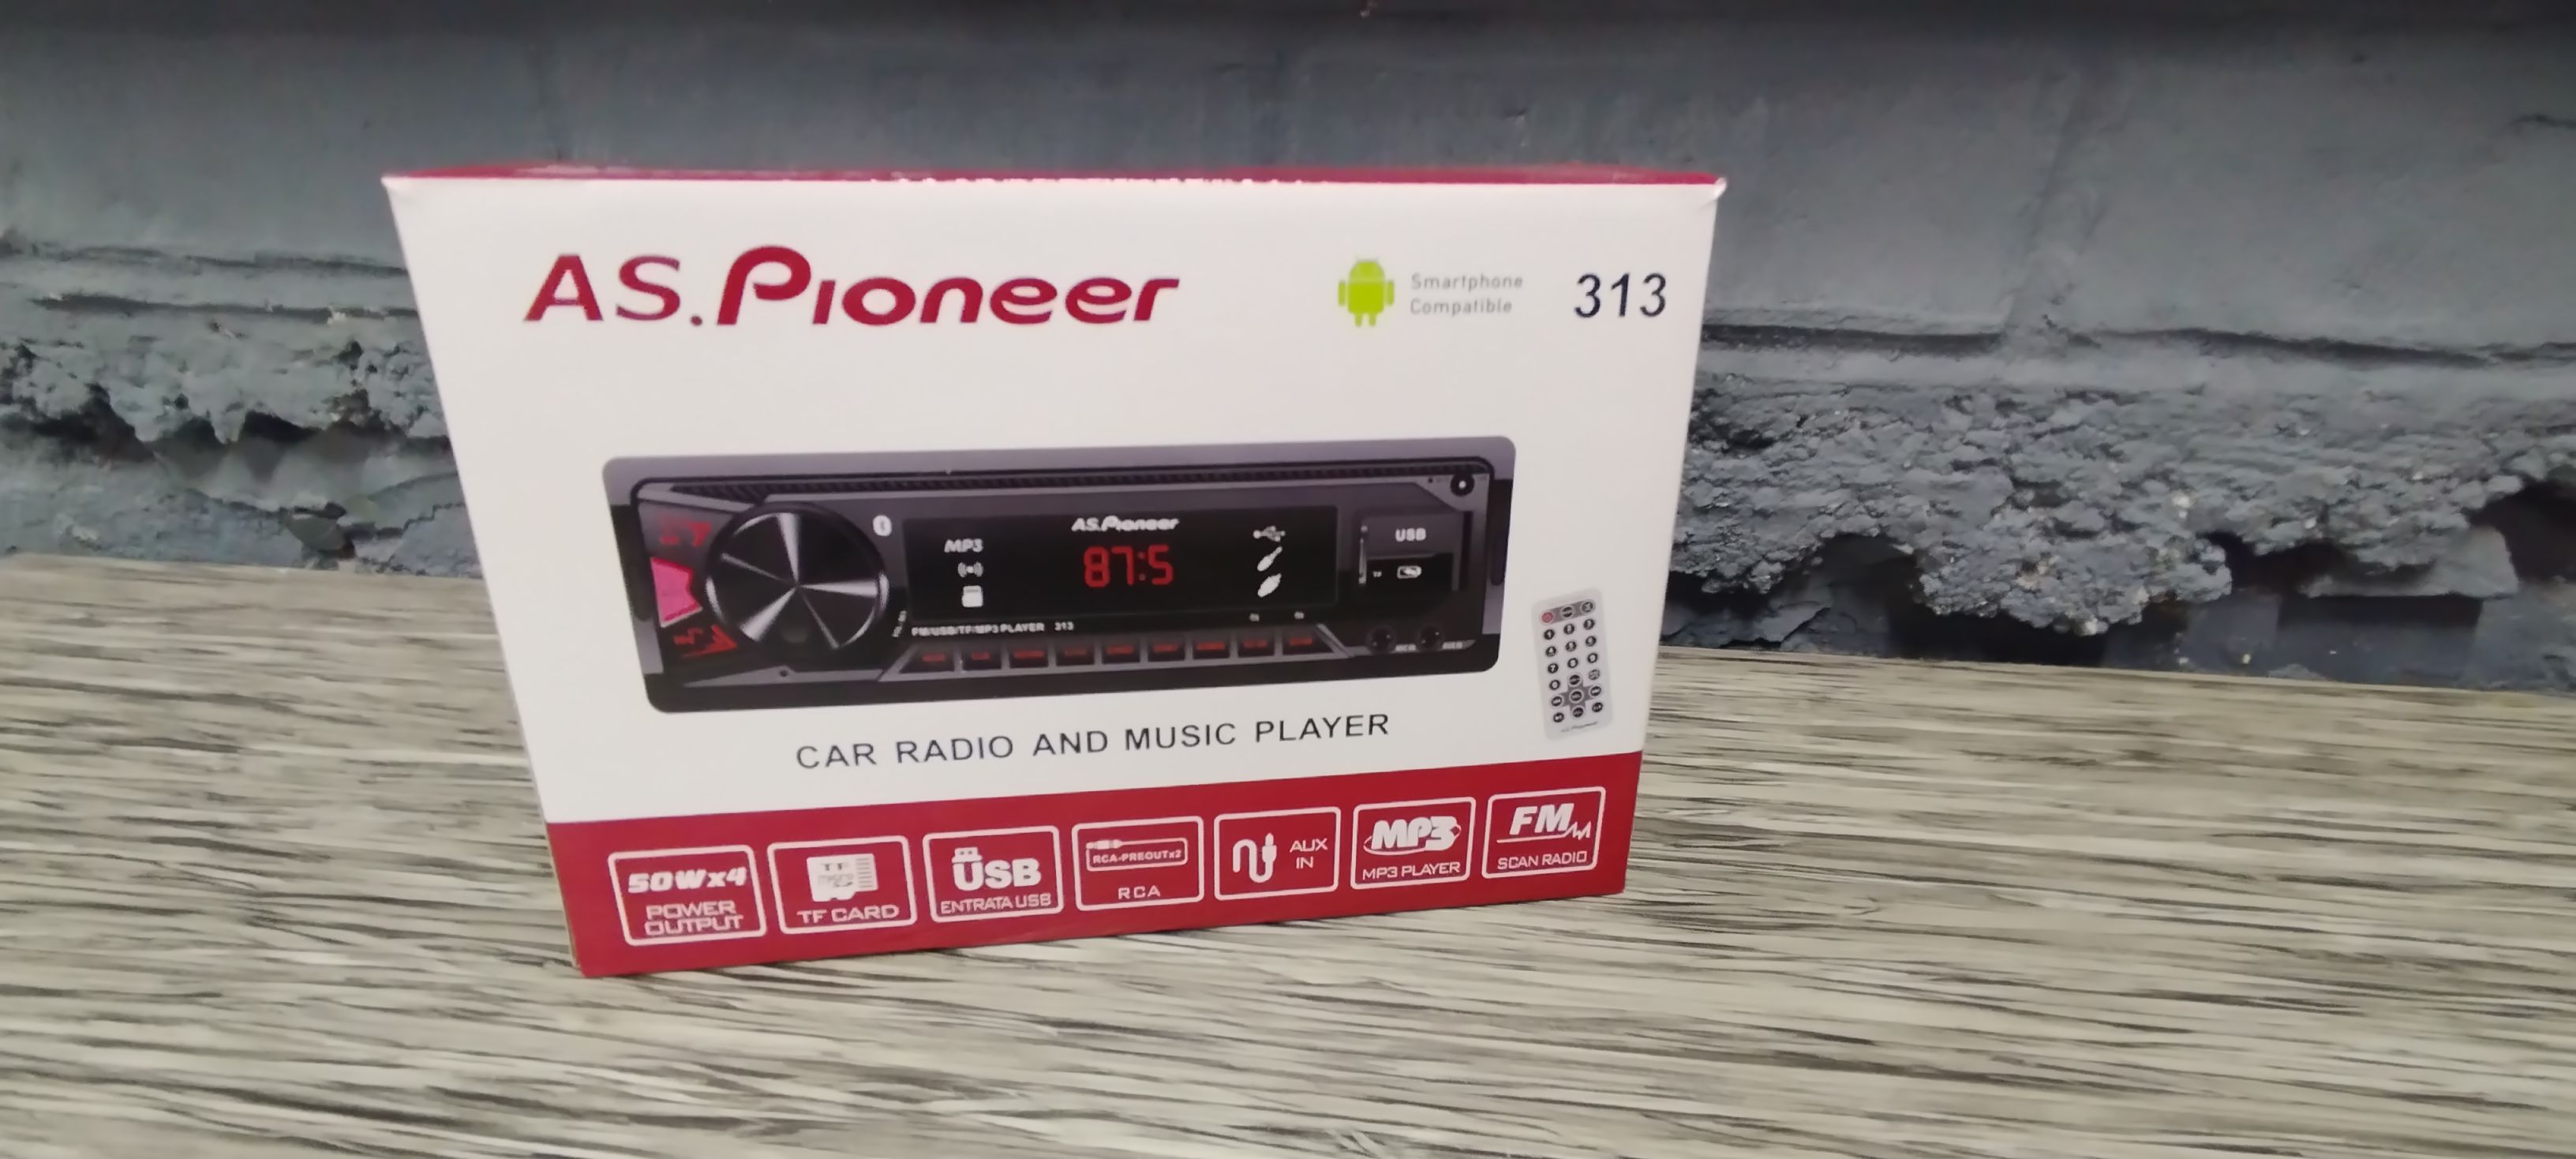 AS.Pioneer
Smartphone
Compatible
313
AS.Pioneer
MP3
87:5
USB
FM/USB/TF/MP3 PLAYER 313
CAR RADIO AND MUSIC PLAYER
50Wx4
POWER
OUTPUT
TF
TF CARD
USB
ENTRATA USB
RCA-PREOUTx2
RCA
AUX
IN
MP3
MP3 PLAYER
FM
SCAN RADIO